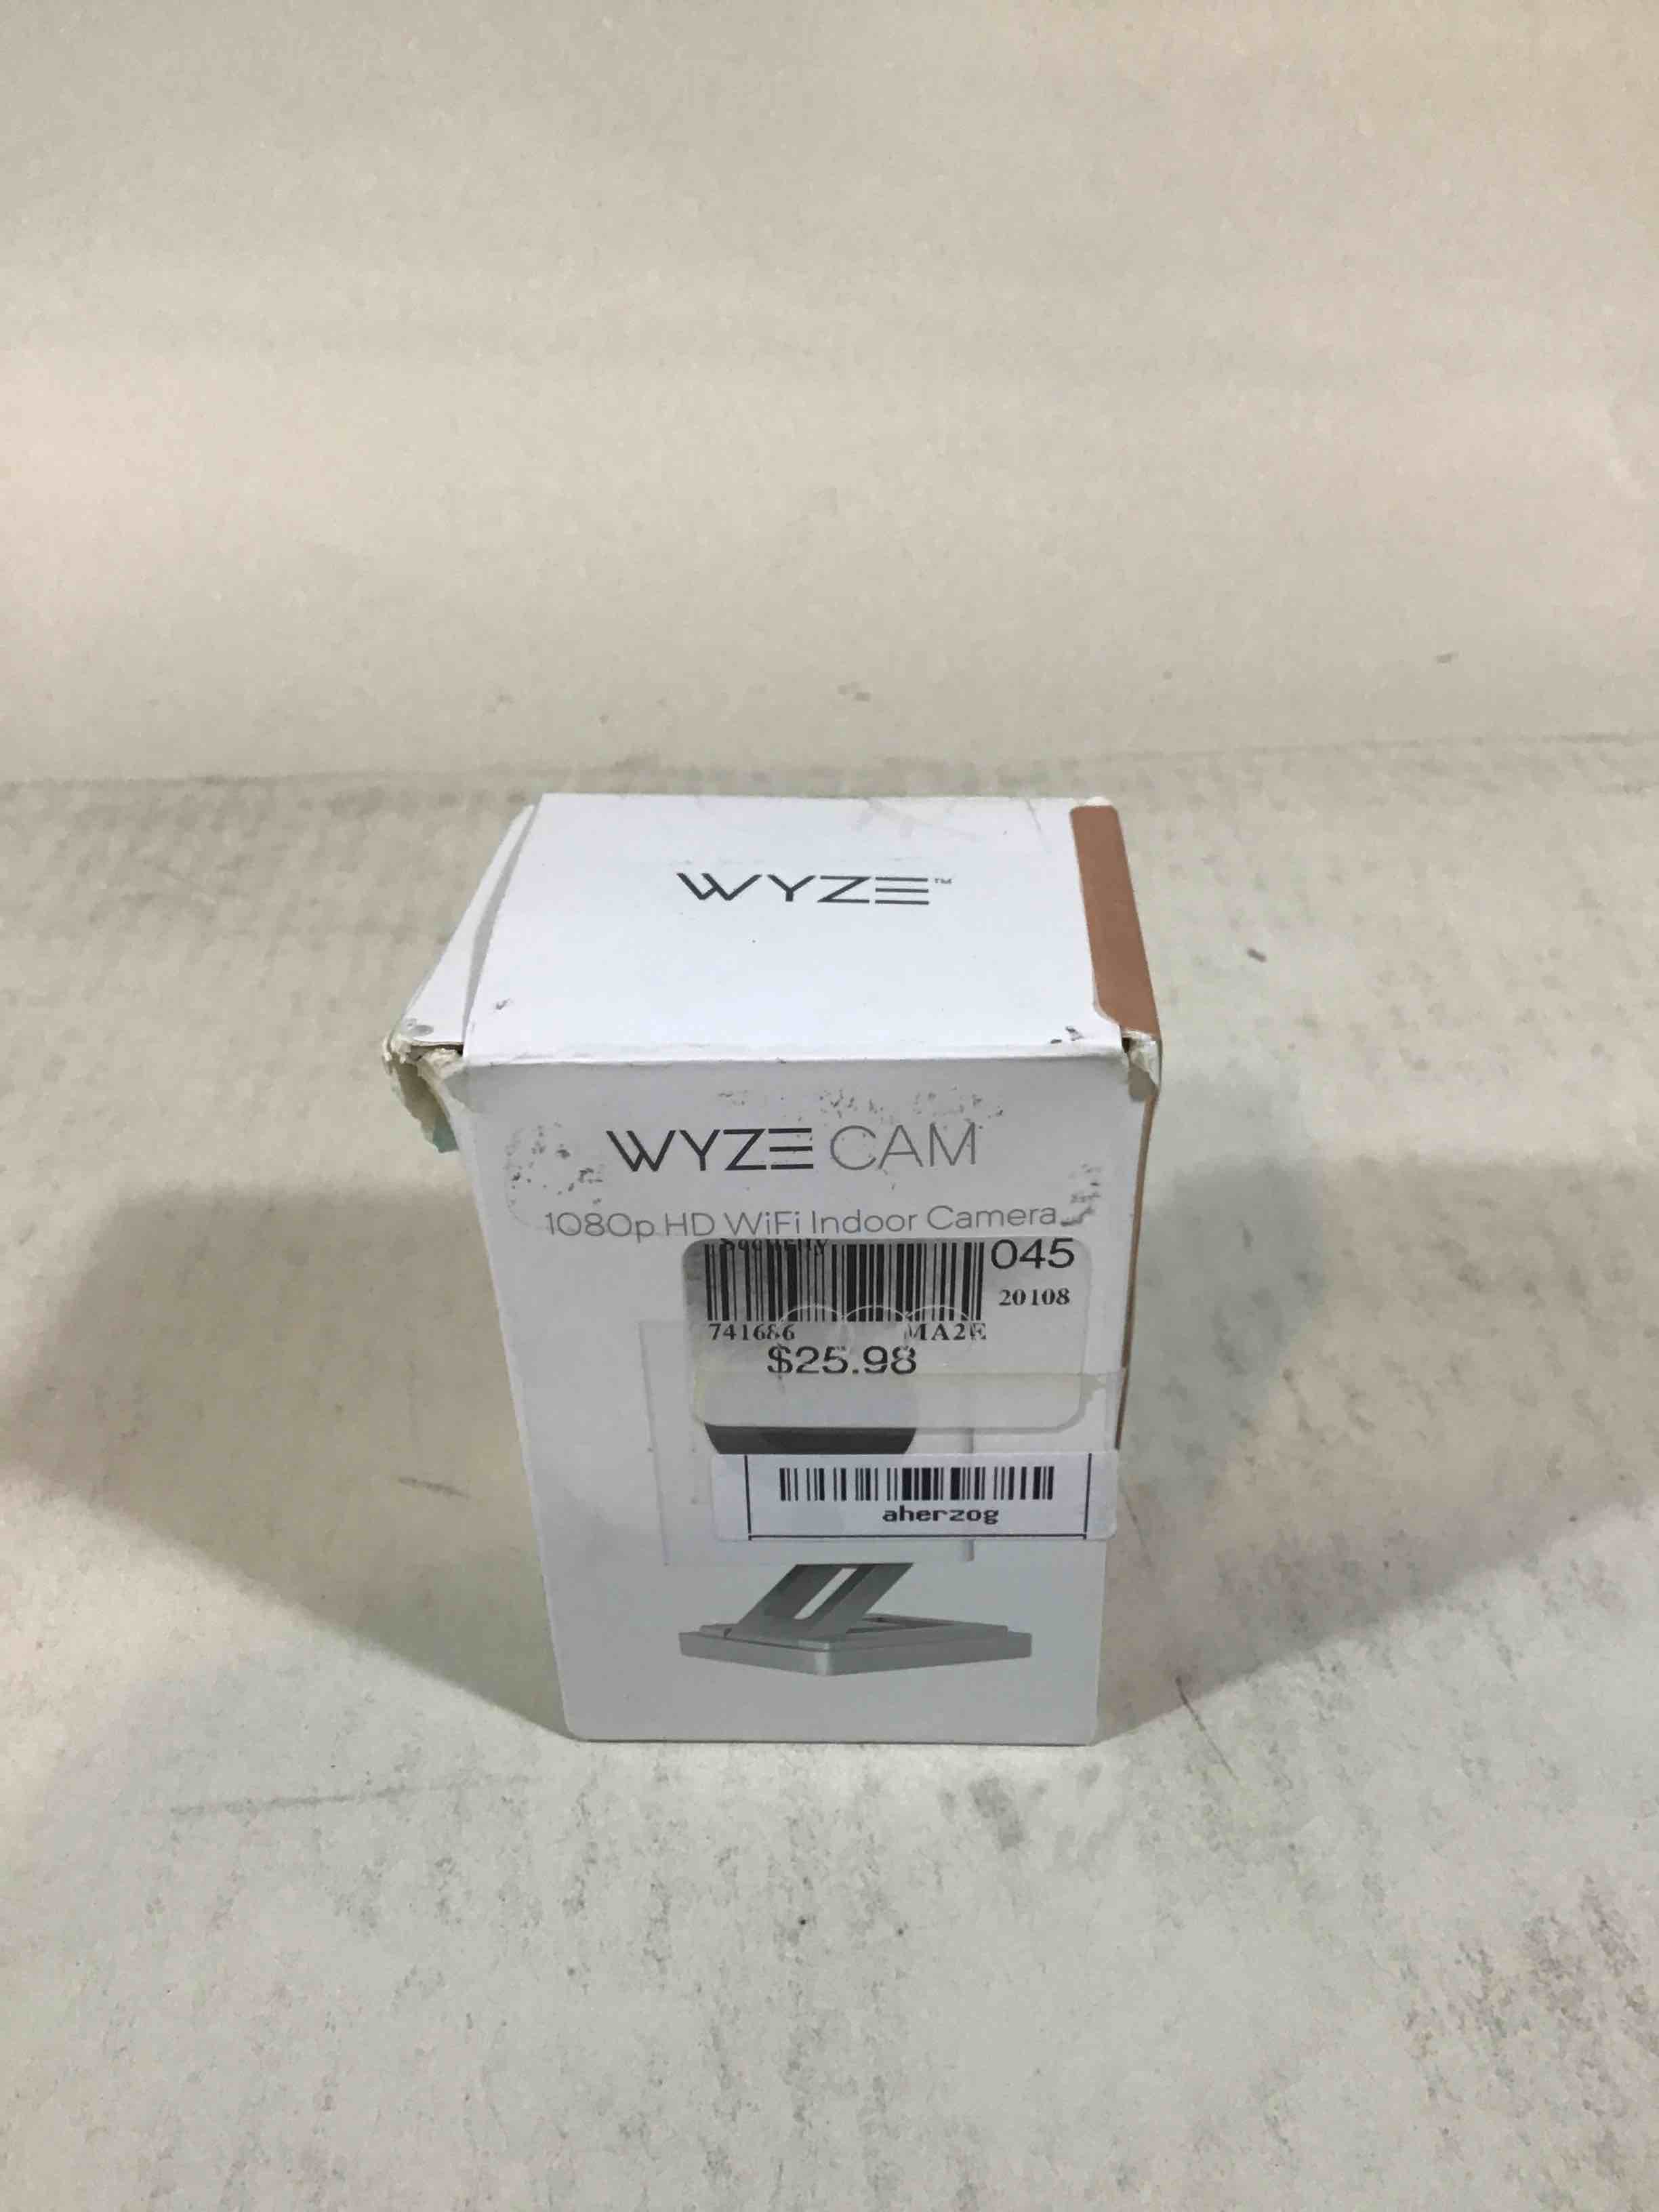 WYZE™
WYZE CAM
1080p HD WiFi Indoor Camera
045
20108
741686 MA2E
$25.98
aherzog